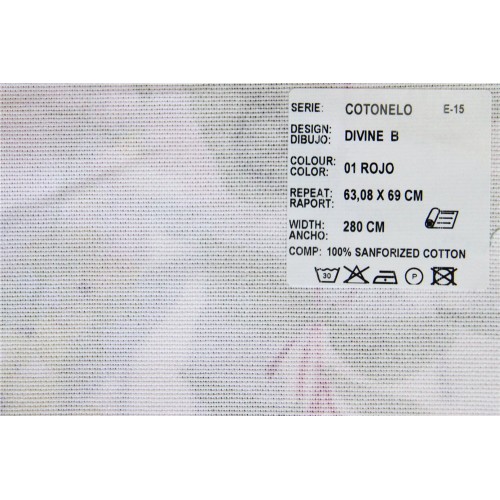 SERIE: COTONELO E-15
DESIGN: DIBUJO: DIVINE B
COLOUR: COLOR: 01 ROJO
REPEAT: RAPORT: 63,08 X 69 CM
WIDTH: ANCHO: 280 CM
COMP: 100% SANFORIZED COTTON
30 P